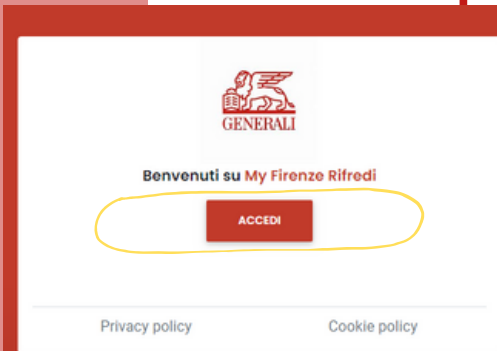 GENERALI
Benvenuti su My Firenze Rifredi
ACCEDI
Privacy policy Cookie policy